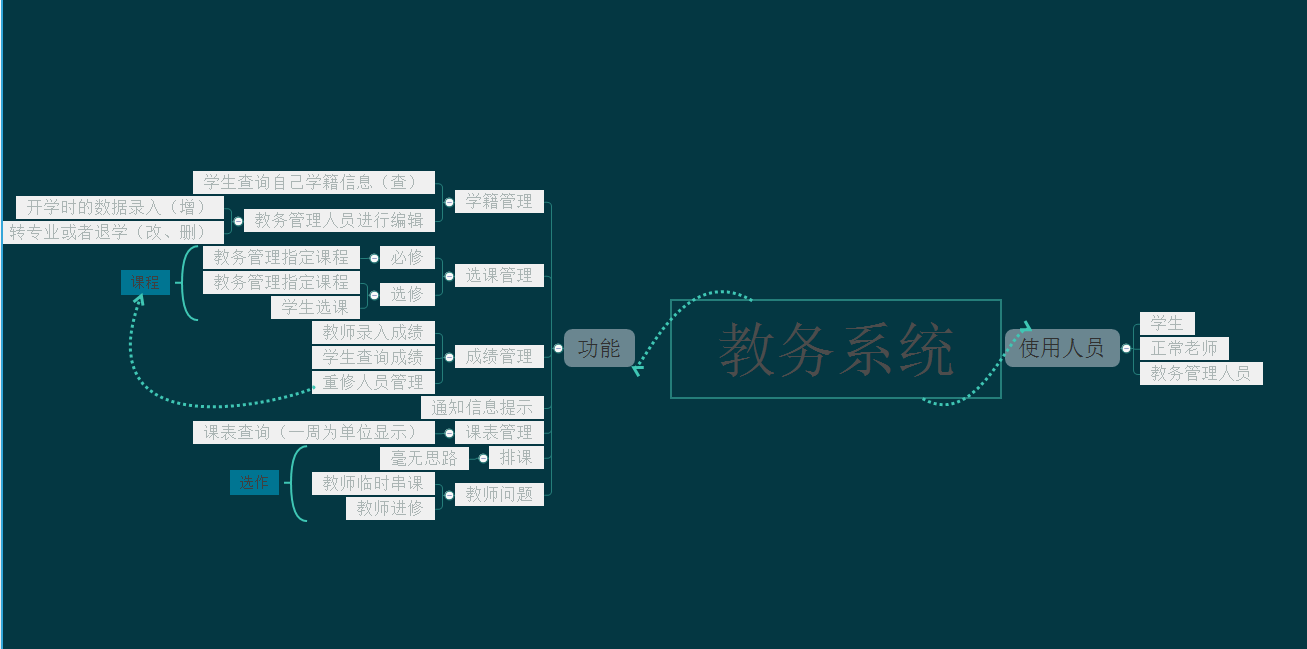 学生查询自己学籍信息（查）
学籍管理
开学时的数据录入（增）
教务管理人员进行编辑
转专业或者退学（改、删）
教务管理指定课程
必修
选课管理
课程
教务管理指定课程
选修
学生选课
教师录入成绩
学生查询成绩
成绩管理
重修人员管理
功能
教务系统
使用人员
学生
正常老师
教务管理人员
通知信息提示
课表查询（一周为单位显示）
课表管理
毫无思路
排课
选作
教师临时串课
教师问题
教师进修